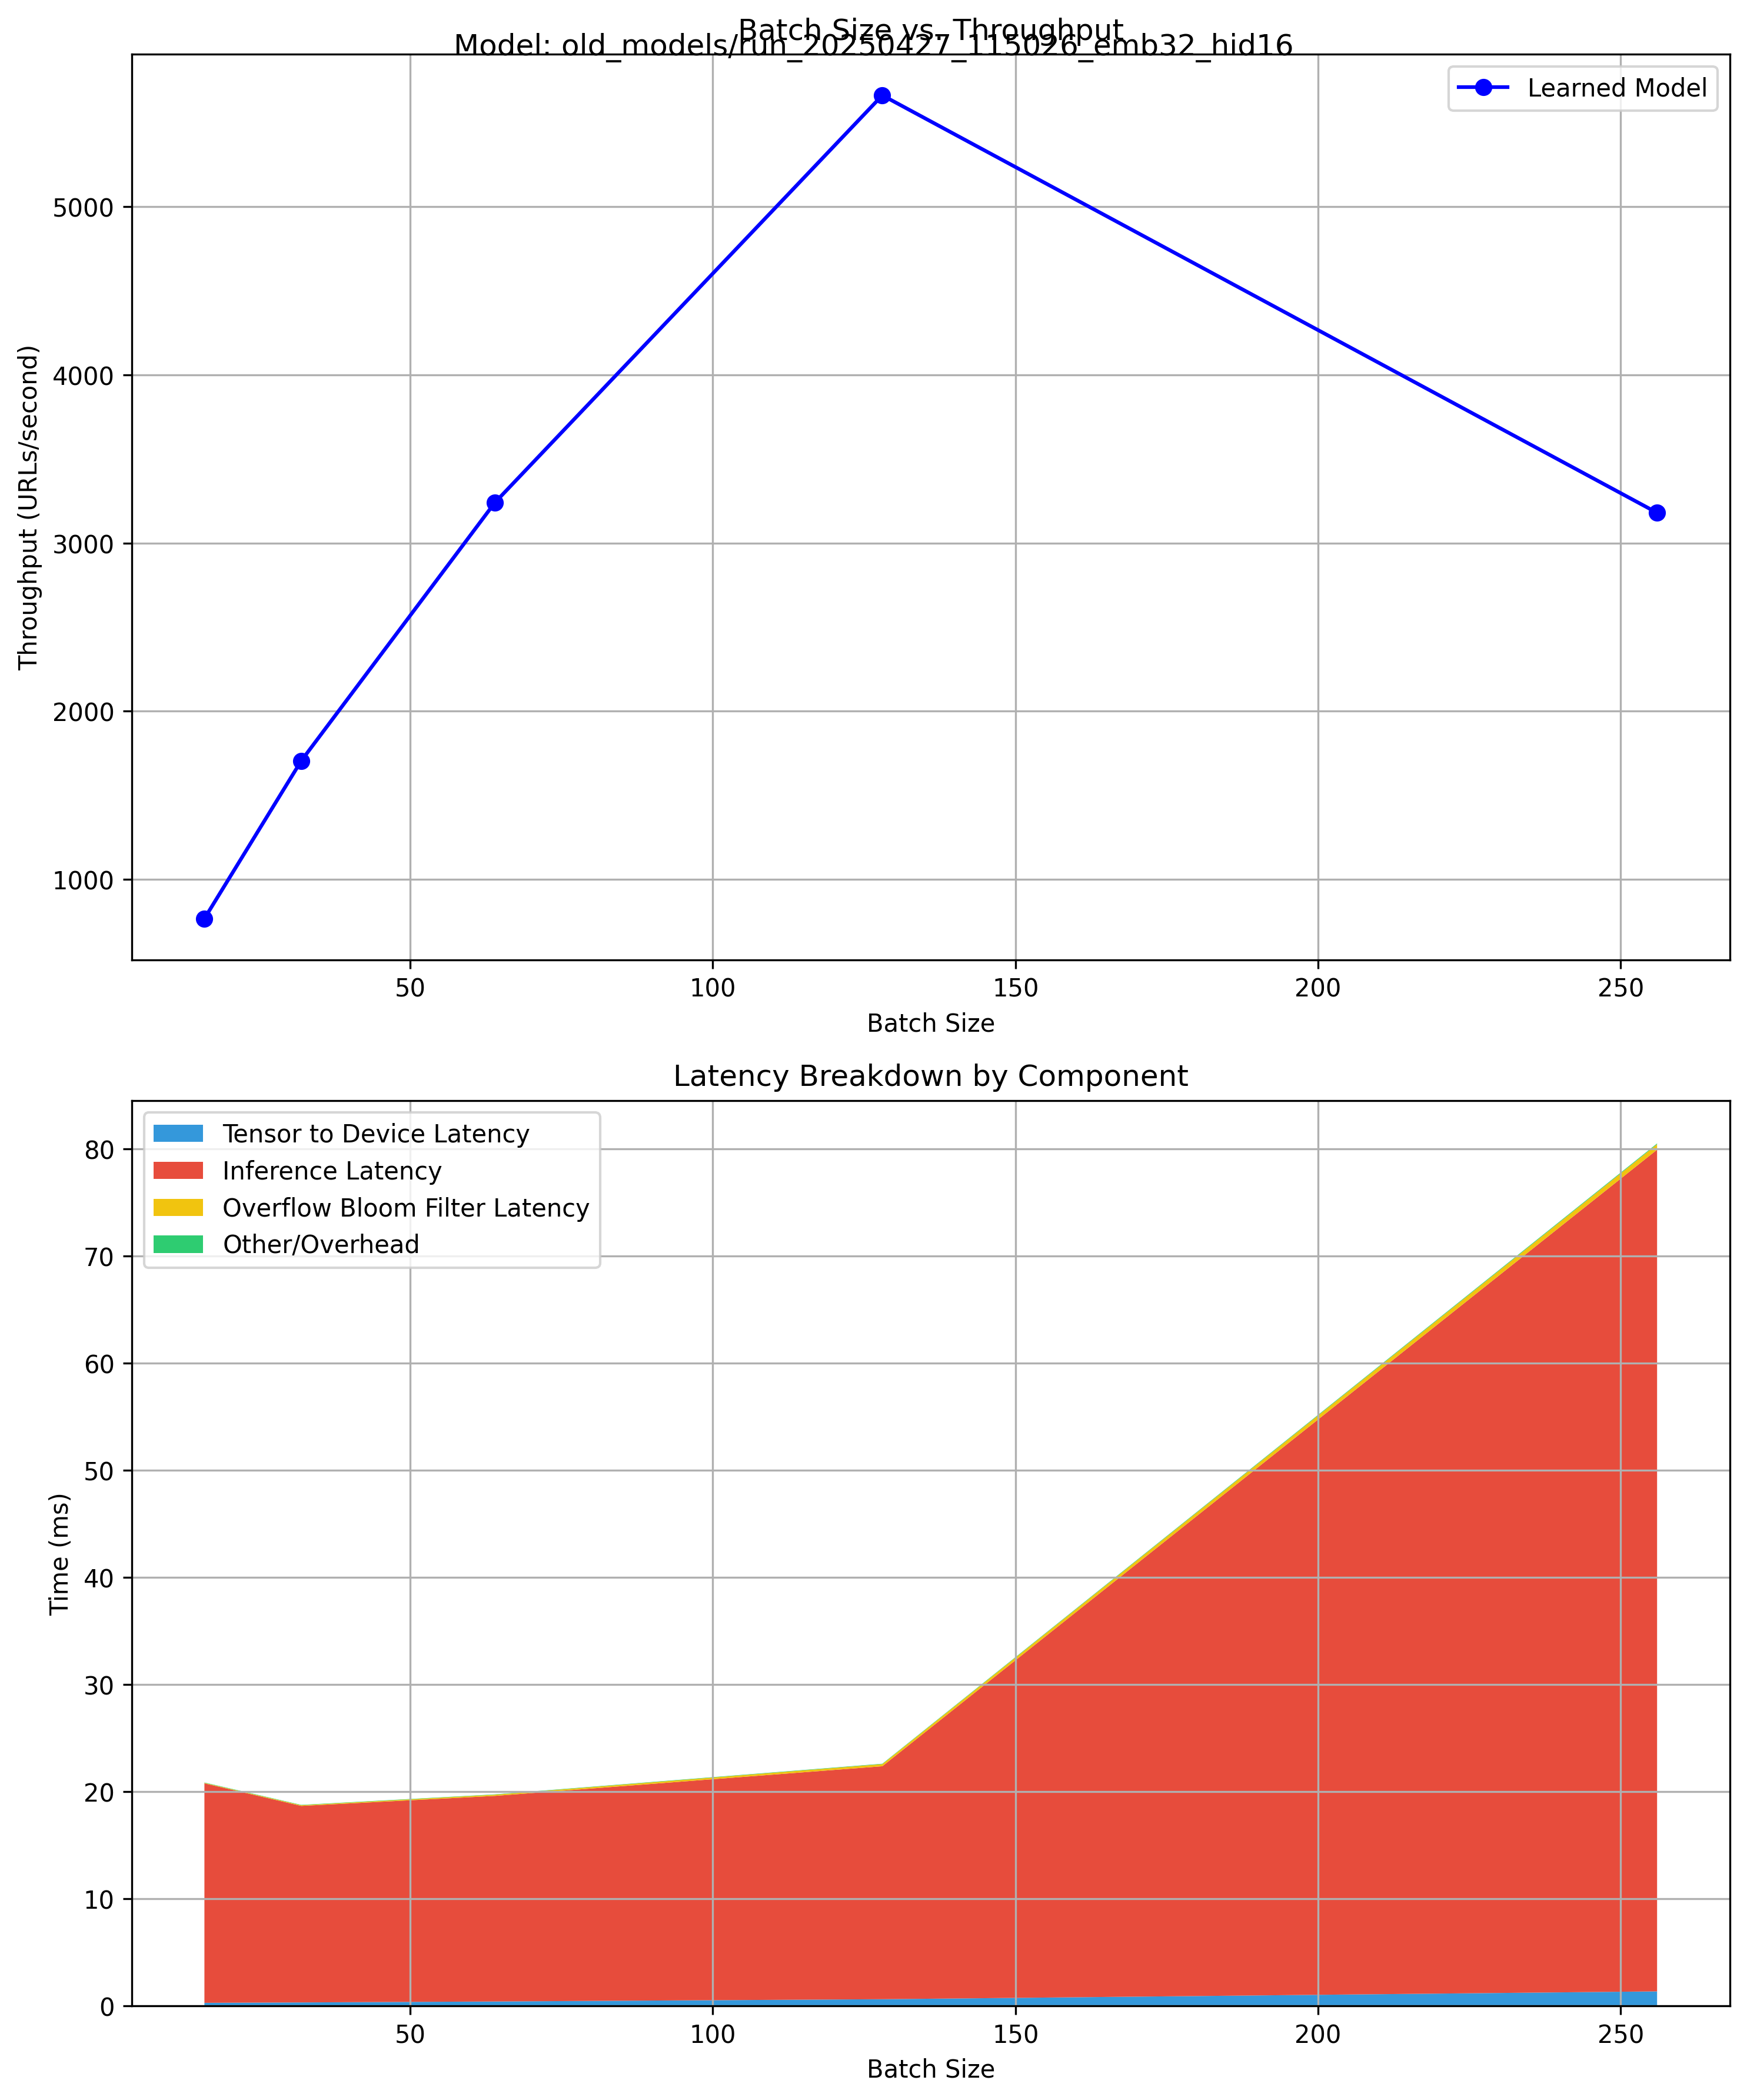 Batch Size vs. Throughput
Model: old_models/run_20250427_115026_emb32_hid16
Learned Model
Throughput (URLs/second)
5000
4000
3000
2000
1000
50 100 150 200 250
Batch Size
Latency Breakdown by Component
Tensor to Device Latency
Inference Latency
Overflow Bloom Filter Latency
Other/Overhead
Time (ms)
80
70
60
50
40
30
20
10
0
50 100 150 200 250
Batch Size